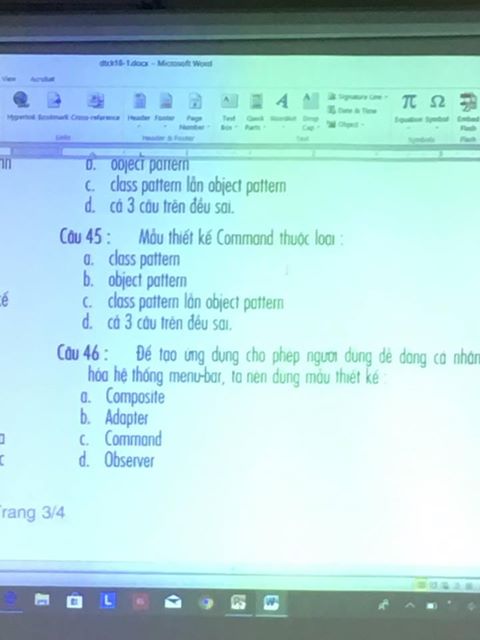 dtck16-1.docx - Microsoft Word
View Acrobat
Hyperlink Bookmark Cross-reference Header Footer Page Number Text Box Quick Parts WordArt Drop Cap Signature Line Equation Symbol Embed Flash
Date & Time
Object
Links Header & Footer Text Symbols Flash
b. object pattern
c. class pattern lẫn object pattern
d. cả 3 câu trên đều sai.
Câu 45 : Mẫu thiết kế Command thuộc loại :
a. class pattern
b. object pattern
c. class pattern lẫn object pattern
d. cả 3 câu trên đều sai.
Câu 46 : Để tạo ứng dụng cho phép người dùng dễ dàng cá nhân
hóa hệ thống menu-bar, ta nên dùng mẫu thiết kế :
a. Composite
b. Adapter
c. Command
d. Observer
Trang 3/4